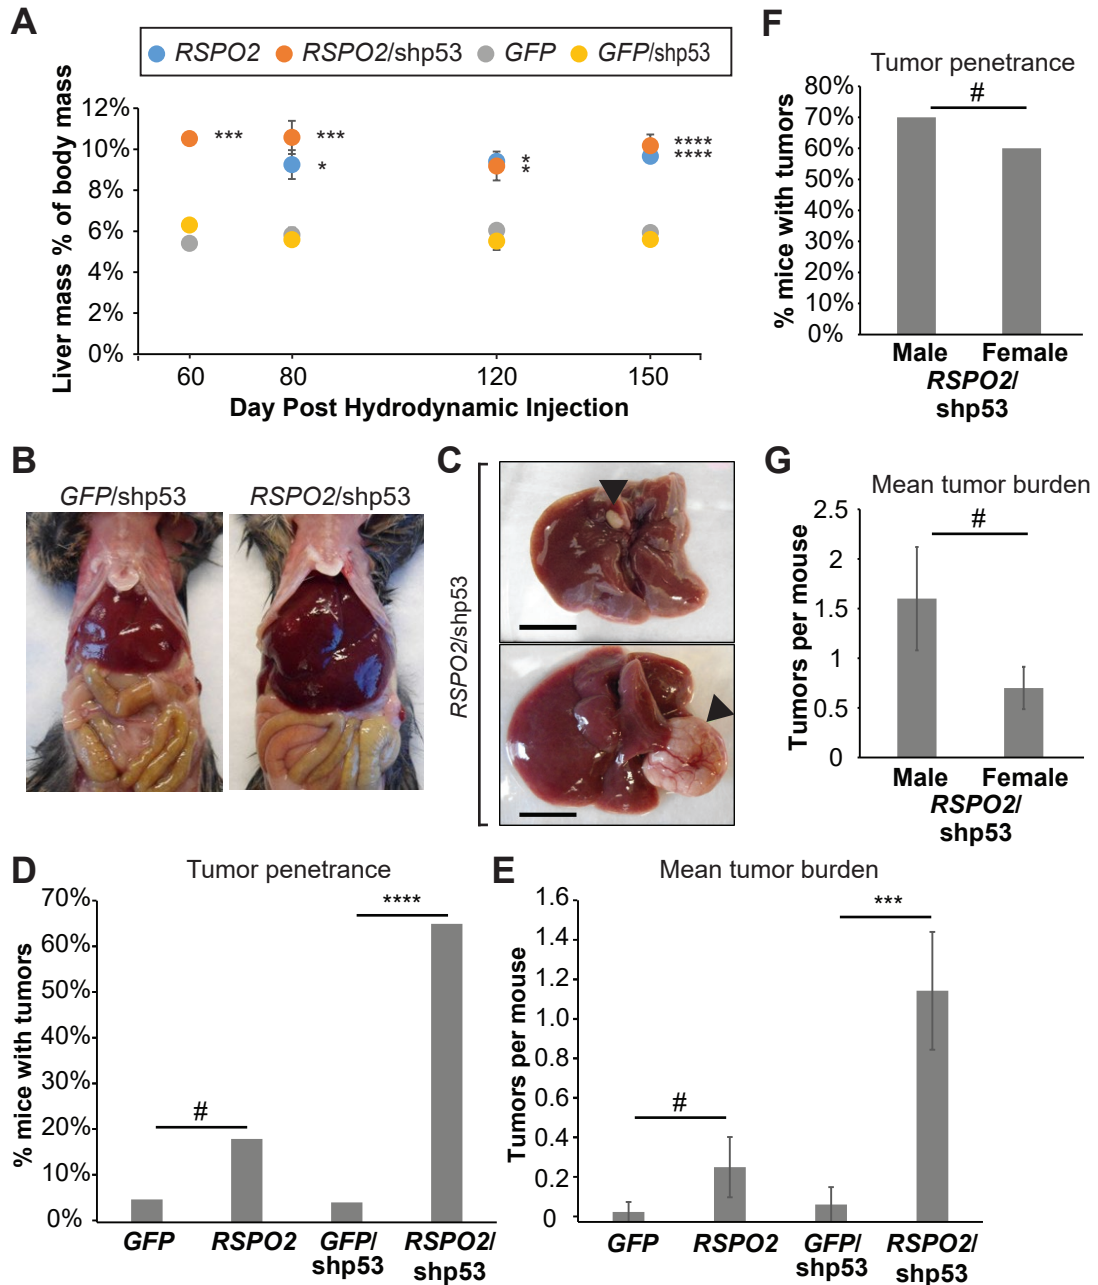 A
RSPO2 RSPO2/shp53 GFP GFP/shp53
Liver mass % of body mass
12%
10%
8%
6%
4%
2%
0%
***
***
*
*
*
****
****
60 80 120 150
Day Post Hydrodynamic Injection
F
Tumor penetrance
% mice with tumors
80%
70%
60%
50%
40%
30%
20%
10%
0%
#
Male Female
RSPO2/
shp53
B
GFP/shp53 RSPO2/shp53
C
RSPO2/shp53
G
Mean tumor burden
Tumors per mouse
2.5
2
1.5
1
0.5
0
#
Male Female
RSPO2/
shp53
D
Tumor penetrance
% mice with tumors
70%
60%
50%
40%
30%
20%
10%
0%
#
****
GFP RSPO2 GFP/ RSPO2/
shp53 shp53
E
Mean tumor burden
Tumors per mouse
1.6
1.4
1.2
1.0
0.8
0.6
0.4
0.2
0
#
***
GFP RSPO2 GFP/ RSPO2/
shp53 shp53